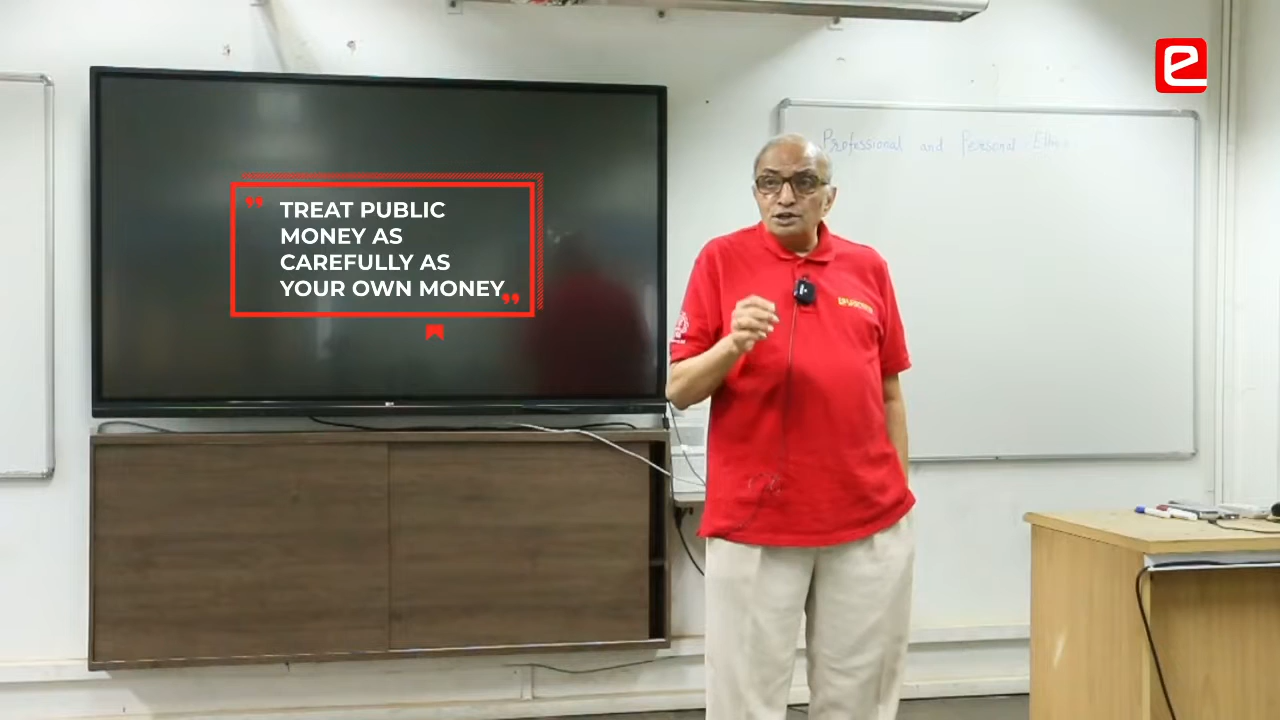 TREAT PUBLIC
MONEY AS
CAREFULLY AS
YOUR OWN MONEY
Professional and Personal Ethics